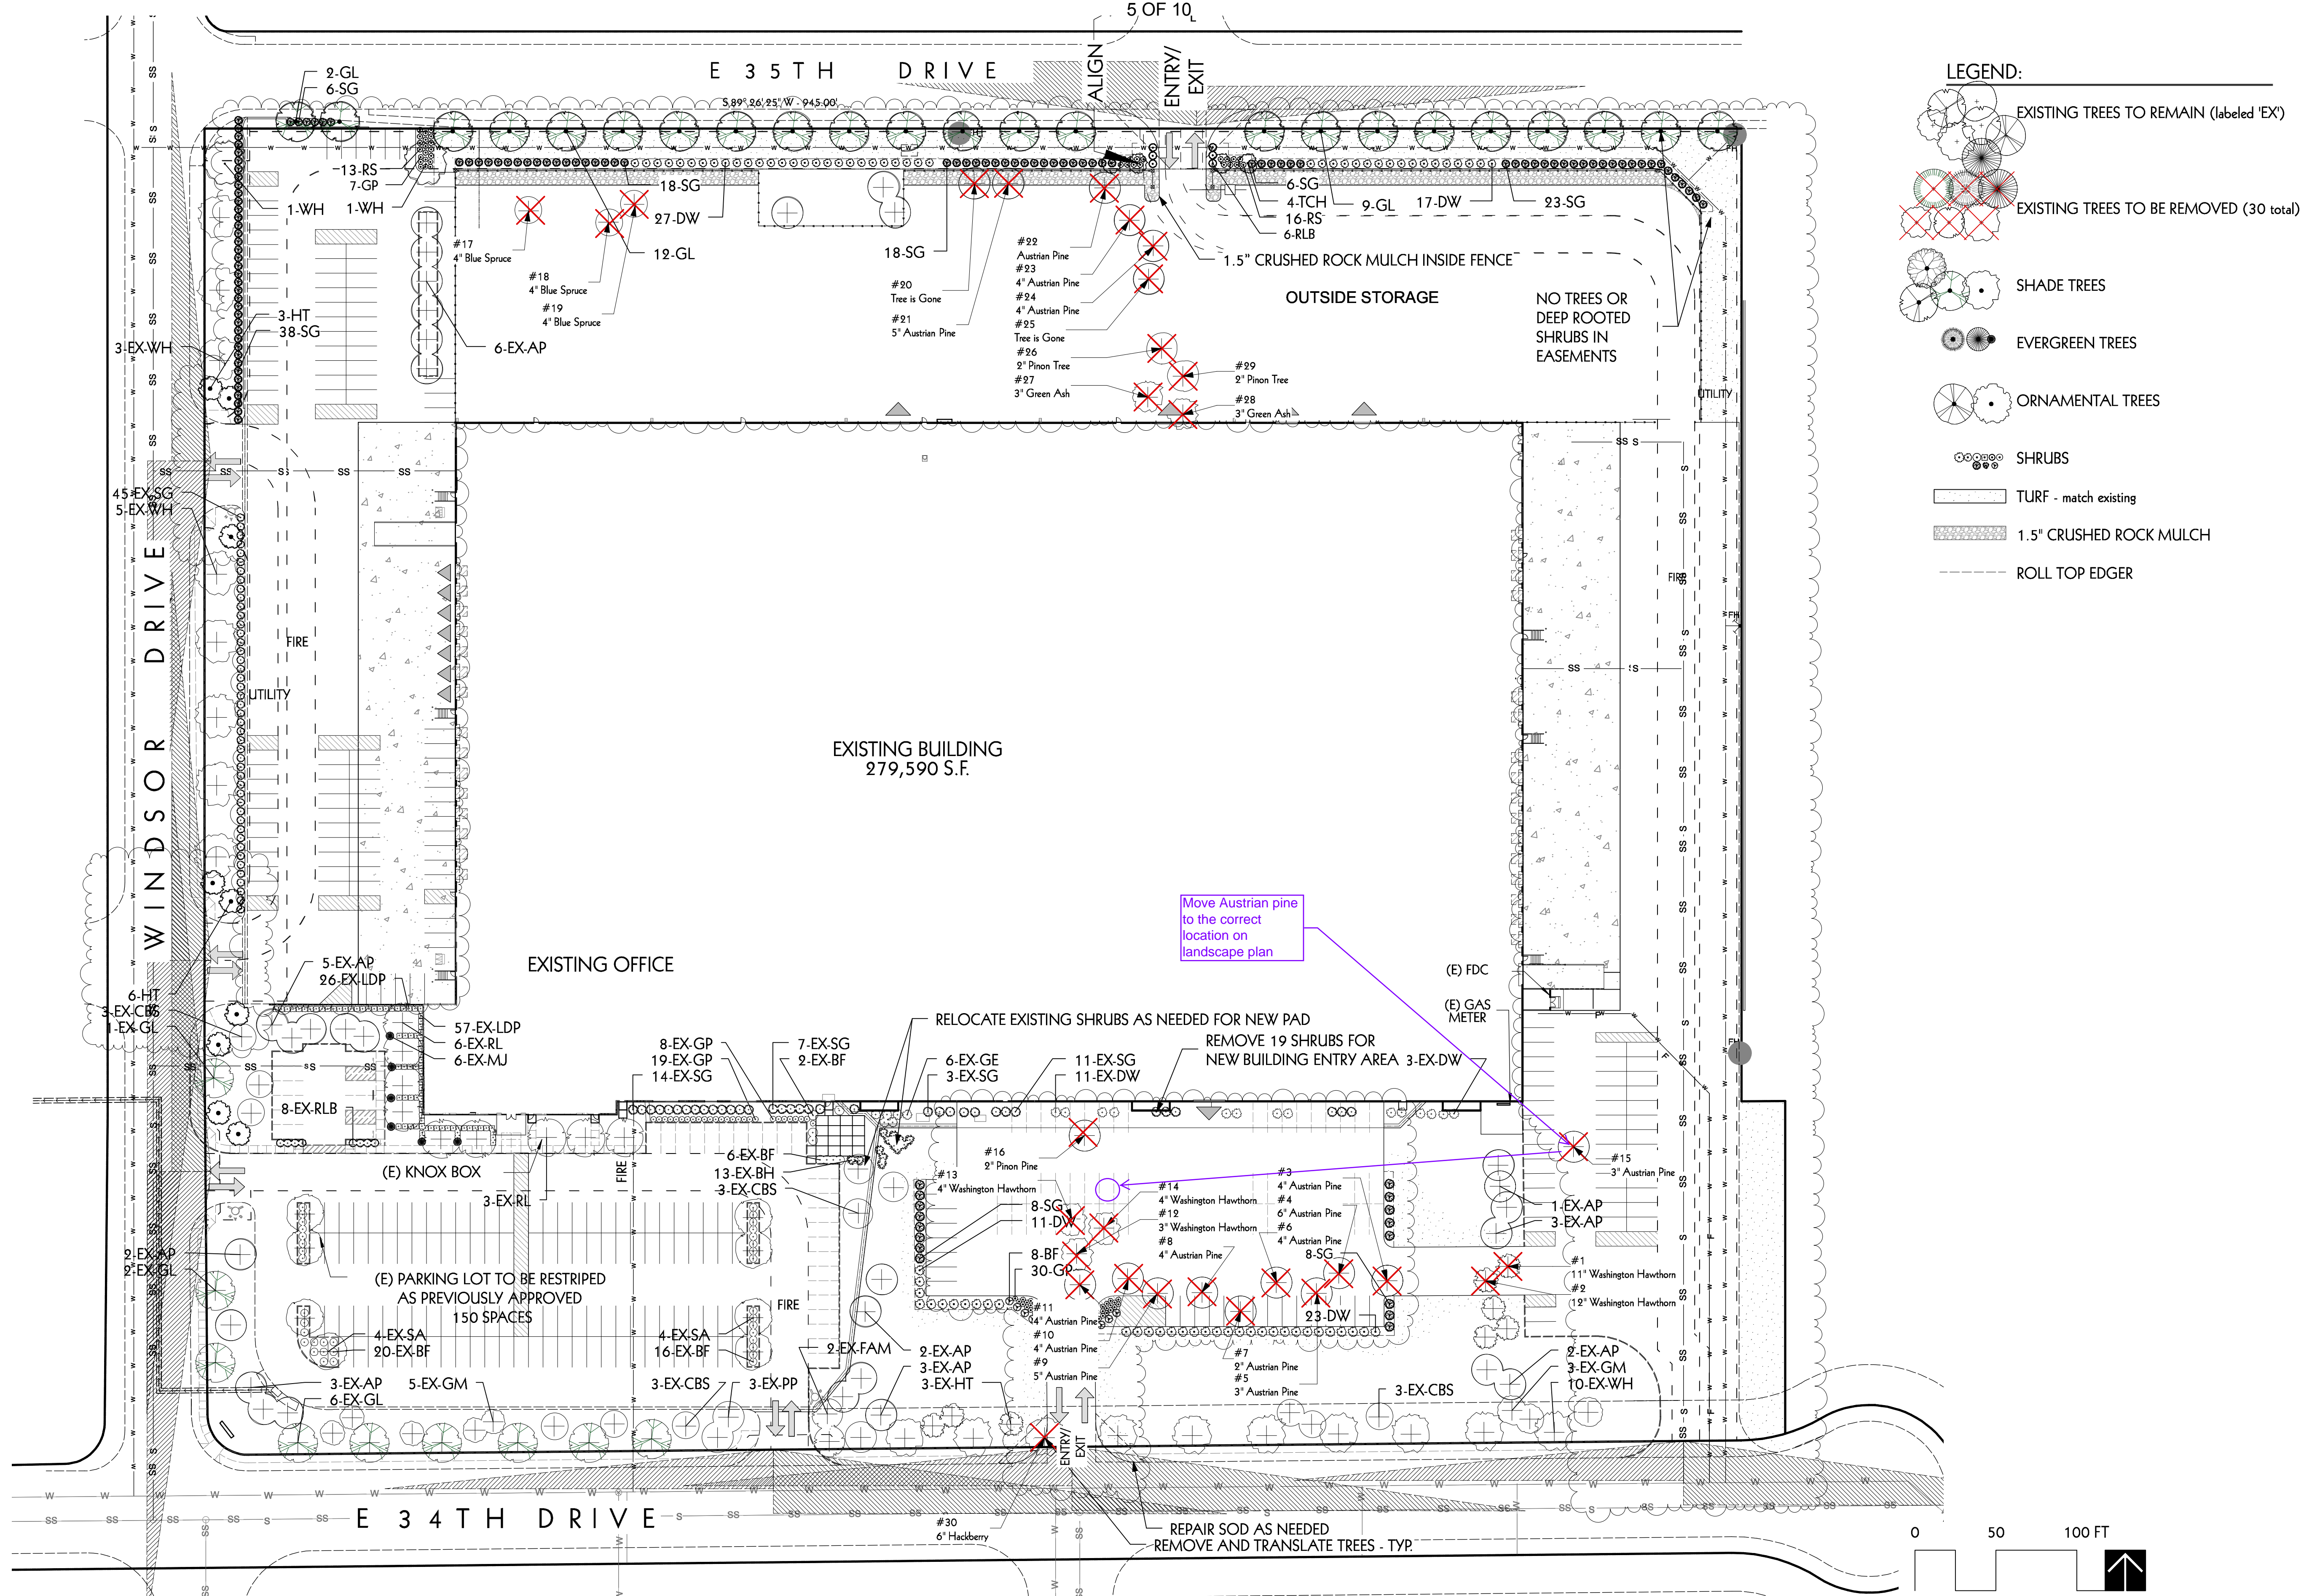 5 OF 10
L
E 35TH DRIVE
S 89° 26' 25" W - 945.00'
ALIGN
ENTRY/
EXIT
2-GL
6-SG
13-RS
7-GP
1-WH
1-WH
18-SG
27-DW
12-GL
18-SG
6-SG
4-TCH
16-RS
6-RLB
9-GL
17-DW
23-SG
1.5" CRUSHED ROCK MULCH INSIDE FENCE
OUTSIDE STORAGE
NO TREES OR
DEEP ROOTED
SHRUBS IN
EASEMENTS
#17
4" Blue Spruce
#18
4" Blue Spruce
#19
4" Blue Spruce
#20
Tree is Gone
#21
5" Austrian Pine
#22
Austrian Pine
#23
4" Austrian Pine
#24
4" Austrian Pine
#25
Tree is Gone
#26
2" Pinon Tree
#27
3" Green Ash
#29
2" Pinon Tree
#28
3" Green Ash
3-HT
38-SG
3-EX-WH
6-EX-AP
UTILITY
45-EX-SG
5-EX-WH
WINDSOR DRIVE
FIRE
UTILITY
FIRE
FH
FH
FH
EXISTING BUILDING
279,590 S.F.
Move Austrian pine
to the correct
location on
landscape plan
EXISTING OFFICE
5-EX-AP
26-EX-LDP
6-HT
3-EX-CBS
1-EX-GL
57-EX-LDP
6-EX-RL
6-EX-MJ
8-EX-RLB
(E) FDC
(E) GAS
METER
RELOCATE EXISTING SHRUBS AS NEEDED FOR NEW PAD
REMOVE 19 SHRUBS FOR
NEW BUILDING ENTRY AREA
3-EX-DW
8-EX-GP
19-EX-GP
14-EX-SG
7-EX-SG
2-EX-BF
6-EX-GE
3-EX-SG
11-EX-SG
11-EX-DW
(E) KNOX BOX
3-EX-RL
FIRE
6-EX-BF
13-EX-BH
3-EX-CBS
#16
2" Pinon Pine
#13
4" Washington Hawthorn
#14
4" Washington Hawthorn
#12
3" Washington Hawthorn
#8
4" Austrian Pine
#3
4" Austrian Pine
#4
6" Austrian Pine
#6
4" Austrian Pine
8-SG
#15
3" Austrian Pine
1-EX-AP
3-EX-AP
8-SG
11-DW
8-BF
30-GP
#1
11" Washington Hawthorn
#2
12" Washington Hawthorn
2-EX-AP
2-EX-GL
(E) PARKING LOT TO BE RESTRIPED
AS PREVIOUSLY APPROVED
150 SPACES
FIRE
4-EX-SA
20-EX-BF
4-EX-SA
16-EX-BF
2-EX-FAM
2-EX-AP
3-EX-AP
3-EX-HT
#11
4" Austrian Pine
#10
4" Austrian Pine
#9
5" Austrian Pine
23-DW
#7
2" Austrian Pine
#5
3" Austrian Pine
3-EX-CBS
2-EX-AP
3-EX-GM
10-EX-WH
3-EX-AP
6-EX-GL
5-EX-GM
3-EX-CBS
3-EX-PP
ENTRY/
EXIT
E 34TH DRIVE
#30
6" Hackberry
REPAIR SOD AS NEEDED
REMOVE AND TRANSLATE TREES - TYP.
LEGEND:
EXISTING TREES TO REMAIN (labeled 'EX')
EXISTING TREES TO BE REMOVED (30 total)
SHADE TREES
EVERGREEN TREES
ORNAMENTAL TREES
SHRUBS
TURF - match existing
1.5" CRUSHED ROCK MULCH
ROLL TOP EDGER
0 50 100 FT